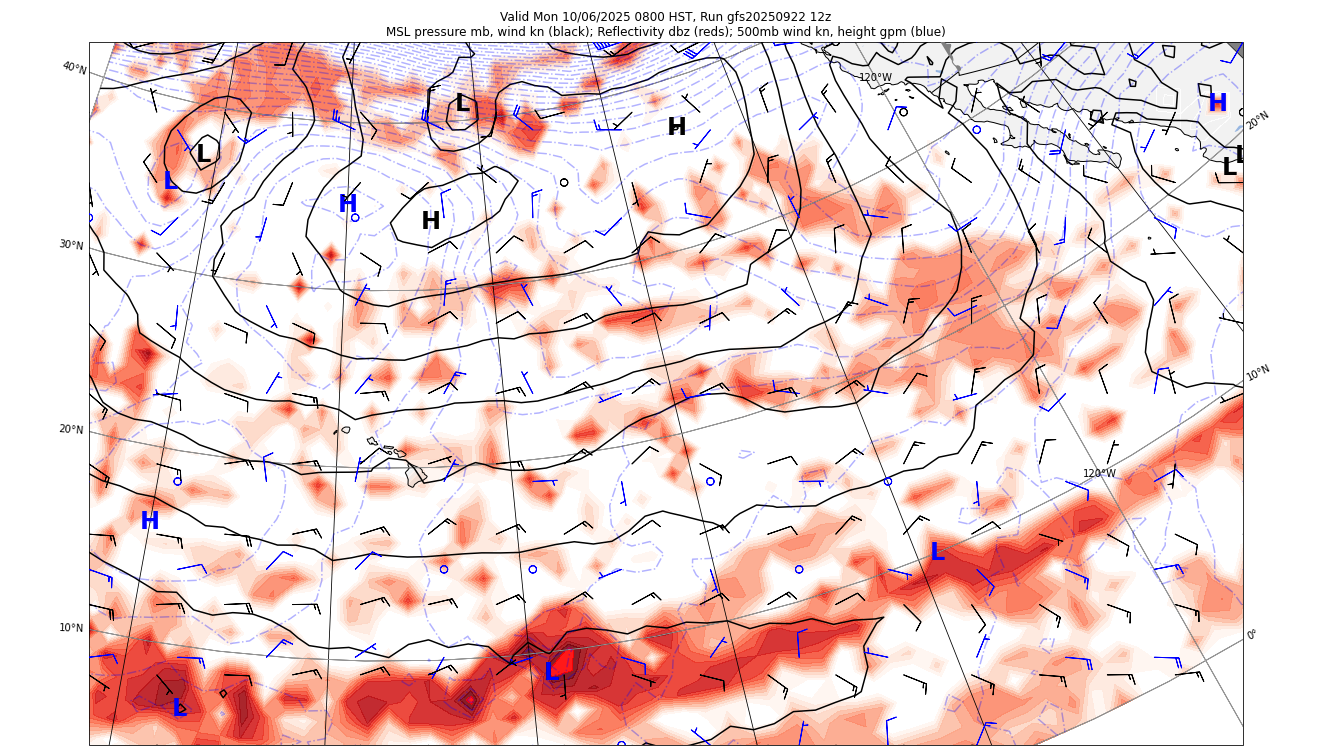 Valid Mon 10/06/2025 0800 HST, Run gfs20250922 12z
MSL pressure mb, wind kn (black); Reflectivity dbz (reds); 500mb wind kn, height gpm (blue)
40°N
120°W
L
H
H
20°N
L
L
L
L
H
H
30°N
10°N
20°N
120°W
H
L
10°N
0°
L
L